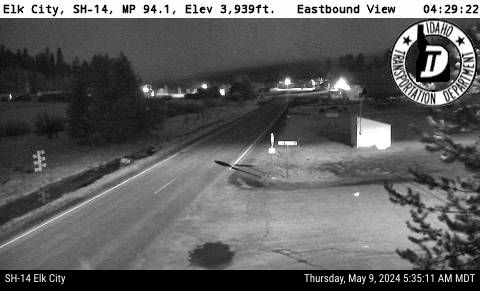 Elk City, SH-14, MP 94.1, Elev 3,939ft. Eastbound View 04:29:22
IDAHO
TRANSPORTATION DEPARTMENT
SH-14 Elk City Thursday, May 9, 2024 5:35:11 AM MDT